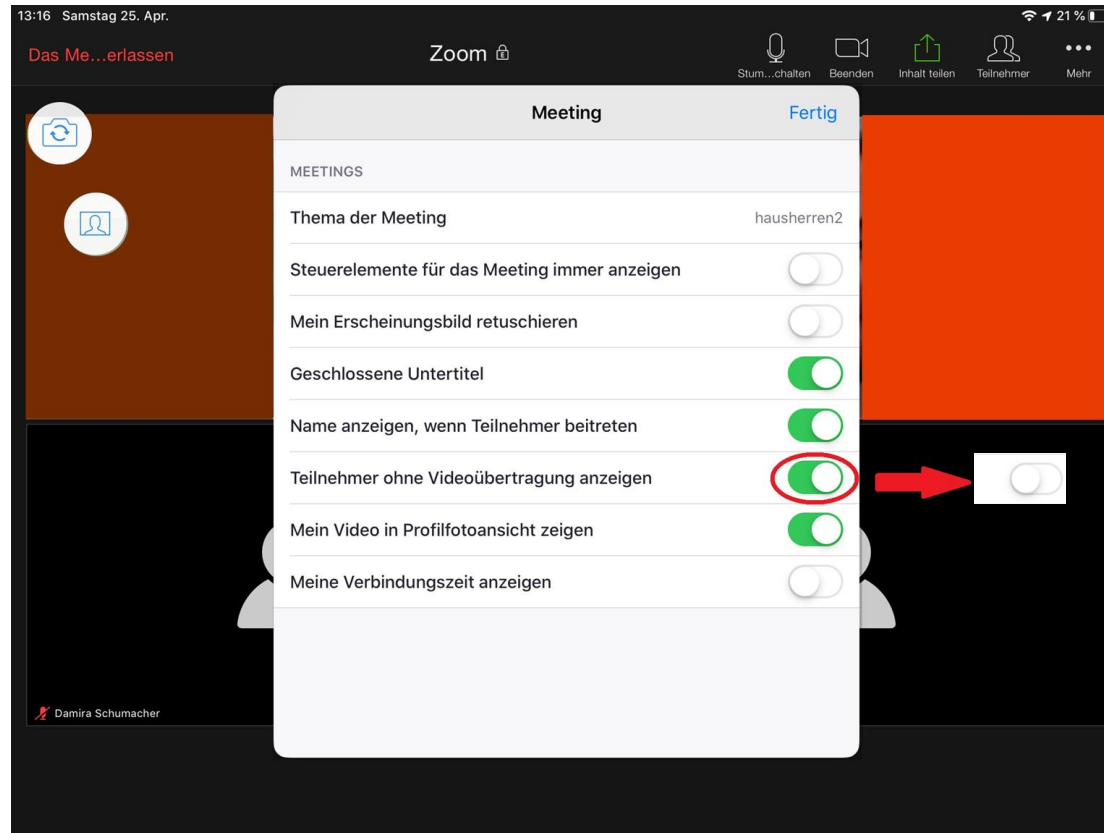 13:16 Samstag 25. Apr.
21 %
Das Me...erlassen
Zoom
Stum...chalten
Beenden
Inhalt teilen
Teilnehmer
Mehr
Meeting
Fertig
MEETINGS
Thema der Meeting hausherren2
Steuerelemente für das Meeting immer anzeigen
Mein Erscheinungsbild retuschieren
Geschlossene Untertitel
Name anzeigen, wenn Teilnehmer beitreten
Teilnehmer ohne Videoübertragung anzeigen
Mein Video in Profilfotoansicht zeigen
Meine Verbindungszeit anzeigen
Damira Schumacher